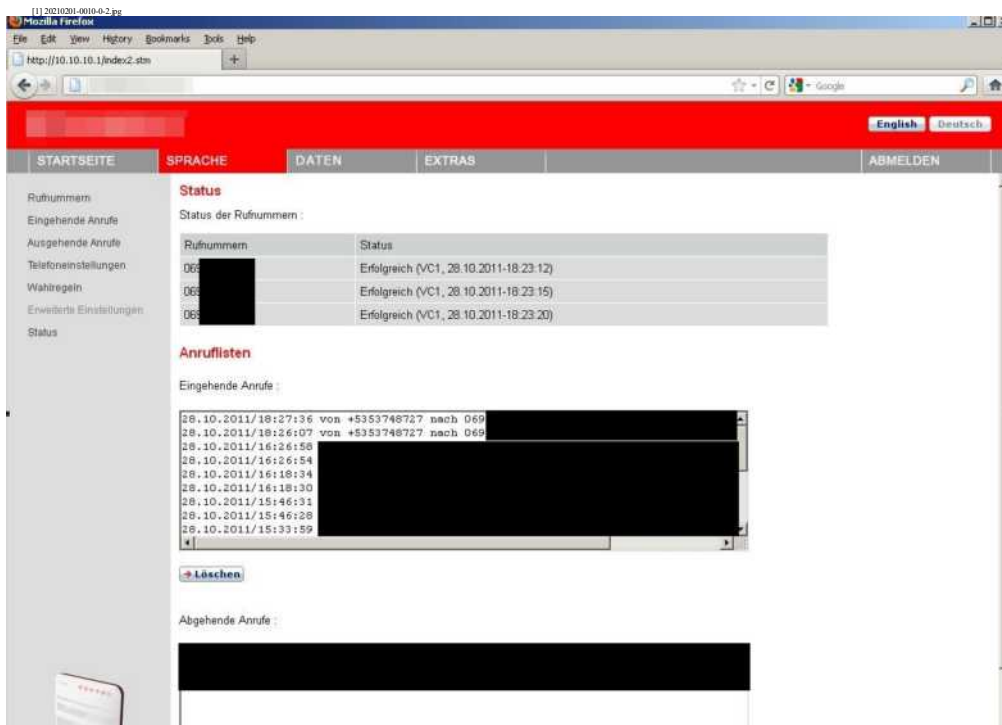 [1] 20210201-0010-0-2.jpg
Mozilla Firefox
File Edit View History Bookmarks Tools Help
http://10.10.10.1/index2.stm +
Google
English Deutsch
STARTSEITE SPRACHE DATEN EXTRAS ABMELDEN
Rufnummern
Eingehende Anrufe
Ausgehende Anrufe
Telefoneinstellungen
Wahlregeln
Erweiterte Einstellungen
Status
Status
Status der Rufnummern :
Rufnummern Status
069 Erfolgreich (VC1, 28.10.2011-18:23:12)
069 Erfolgreich (VC1, 28.10.2011-18:23:15)
069 Erfolgreich (VC1, 28.10.2011-18:23:20)
Anruflisten
Eingehende Anrufe :
28.10.2011/18:27:36 von +5353748727 nach 069
28.10.2011/18:26:07 von +5353748727 nach 069
28.10.2011/16:26:58
28.10.2011/16:26:54
28.10.2011/16:18:34
28.10.2011/16:18:30
28.10.2011/15:46:31
28.10.2011/15:46:28
28.10.2011/15:33:59
Löschen
Abgehende Anrufe :